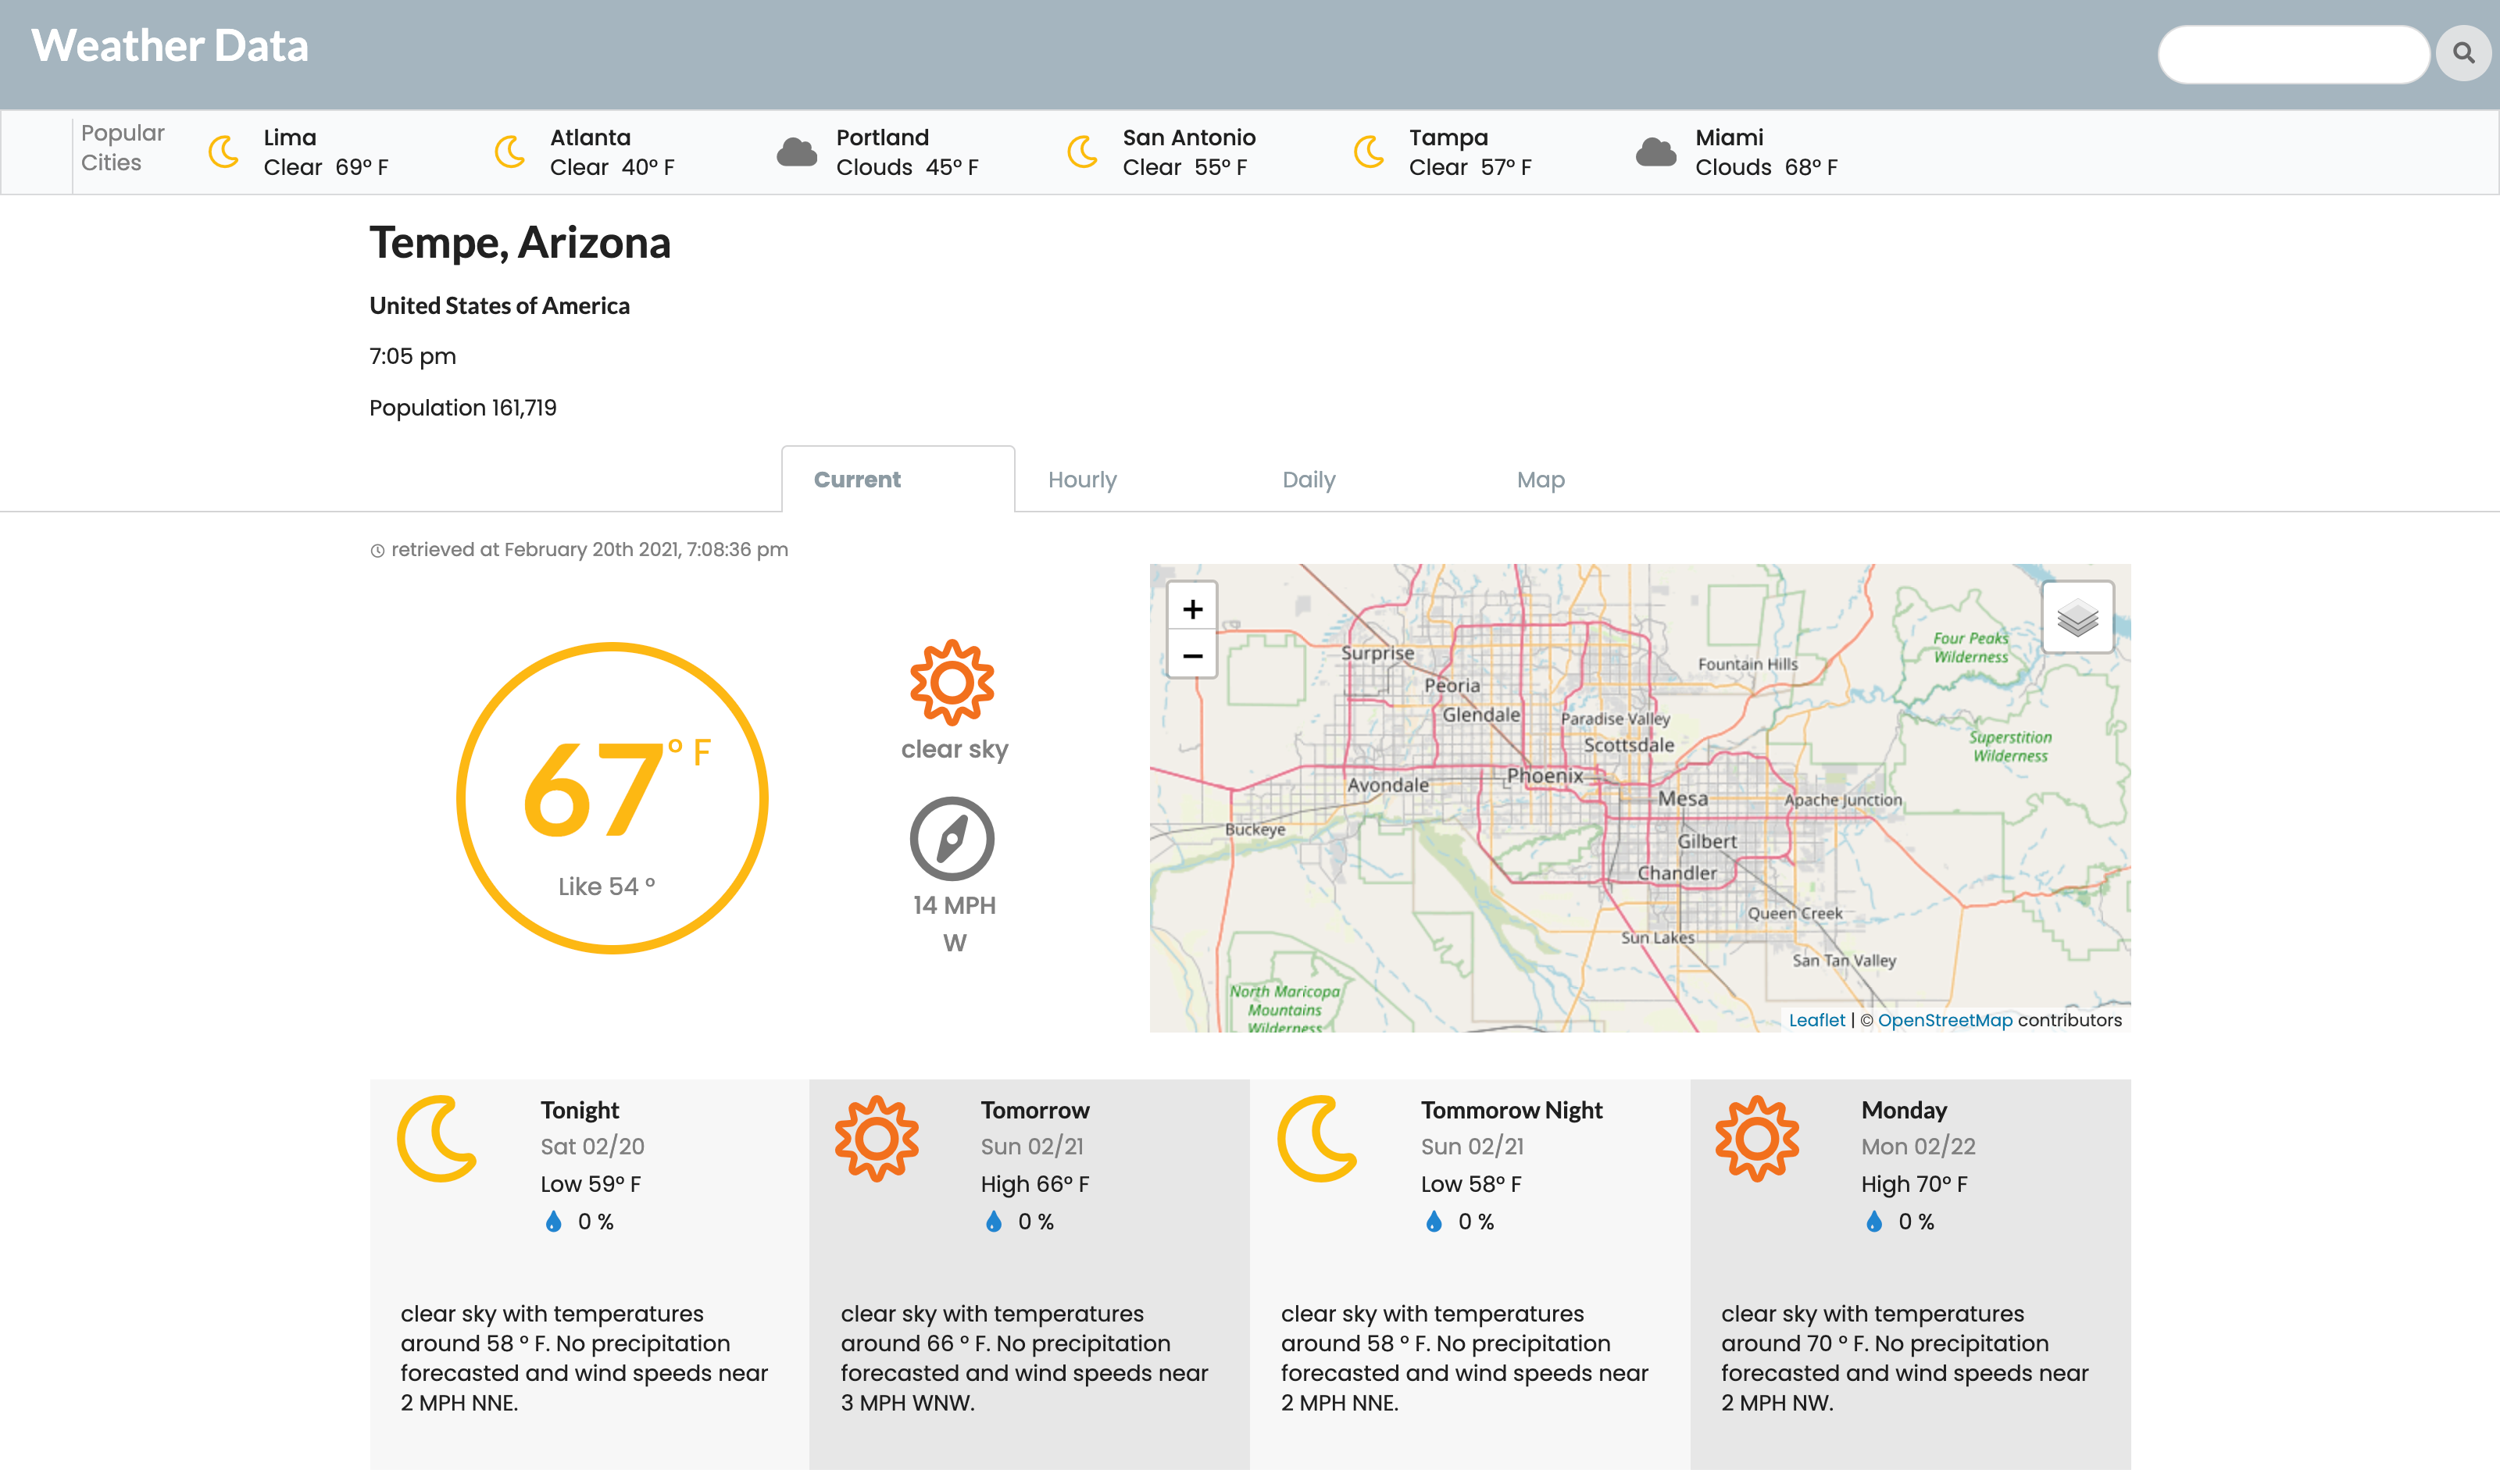 Weather Data
Popular
Cities
Lima
Clear 69° F
Atlanta
Clear 40° F
Portland
Clouds 45° F
San Antonio
Clear 55° F
Tampa
Clear 57° F
Miami
Clouds 68° F
Tempe, Arizona
United States of America
7:05 pm
Population 161,719
Current
Hourly
Daily
Map
retrieved at February 20th 2021, 7:08:36 pm
67° F
Like 54 °
clear sky
14 MPH
W
+
−
Surprise
Peoria
Glendale
Fountain Hills
Four Peaks
Wilderness
Paradise Valley
Scottsdale
Superstition
Wilderness
Phoenix
Avondale
Mesa
Apache Junction
Buckeye
Gilbert
Chandler
Queen Creek
Sun Lakes
San Tan Valley
North Maricopa
Mountains
Wilderness
Leaflet | © OpenStreetMap contributors
Tonight
Sat 02/20
Low 59° F
0 %
clear sky with temperatures
around 58 ° F. No precipitation
forecasted and wind speeds near
2 MPH NNE.
Tomorrow
Sun 02/21
High 66° F
0 %
clear sky with temperatures
around 66 ° F. No precipitation
forecasted and wind speeds near
3 MPH WNW.
Tommorow Night
Sun 02/21
Low 58° F
0 %
clear sky with temperatures
around 58 ° F. No precipitation
forecasted and wind speeds near
2 MPH NNE.
Monday
Mon 02/22
High 70° F
0 %
clear sky with temperatures
around 70 ° F. No precipitation
forecasted and wind speeds near
2 MPH NW.